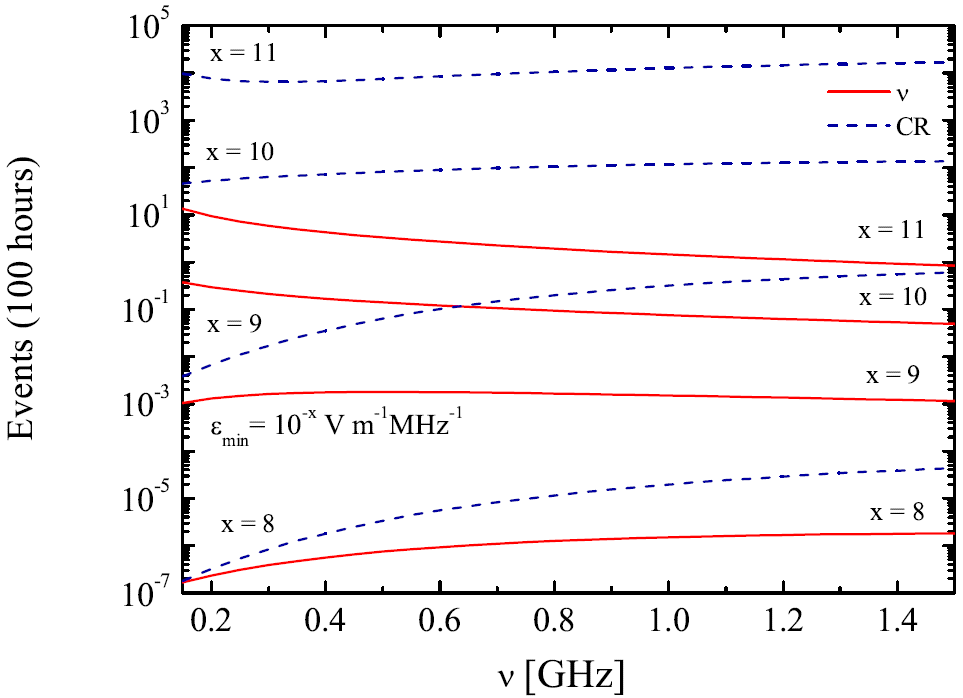 10^5
x = 11
ν
10^3
CR
x = 10
10^1
x = 11
x = 10
10^-1
x = 9
x = 9
10^-3
ε_min = 10^-x V m^-1 MHz^-1
10^-5
x = 8
x = 8
10^-7
0.2 0.4 0.6 0.8 1.0 1.2 1.4
ν [GHz]
Events (100 hours)